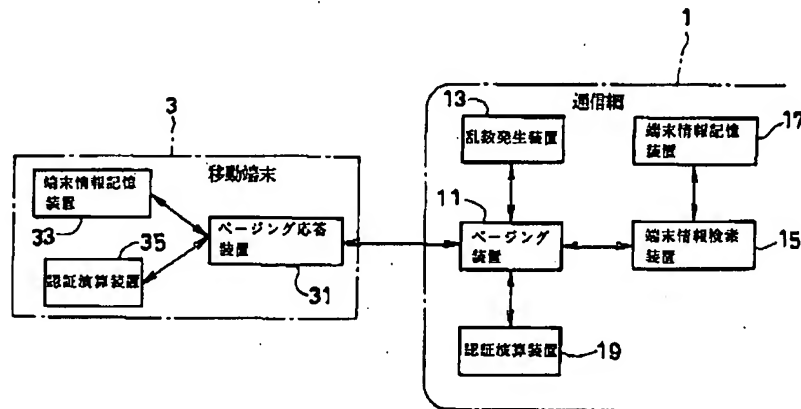 1
通信網
13
乱数発生装置
17
端末情報記憶
装置
3
移動端末
端末情報記憶
装置
33
35
認証演算装置
ページング応答
装置
31
11
ページング
装置
端末情報検索
装置
15
認証演算装置
19